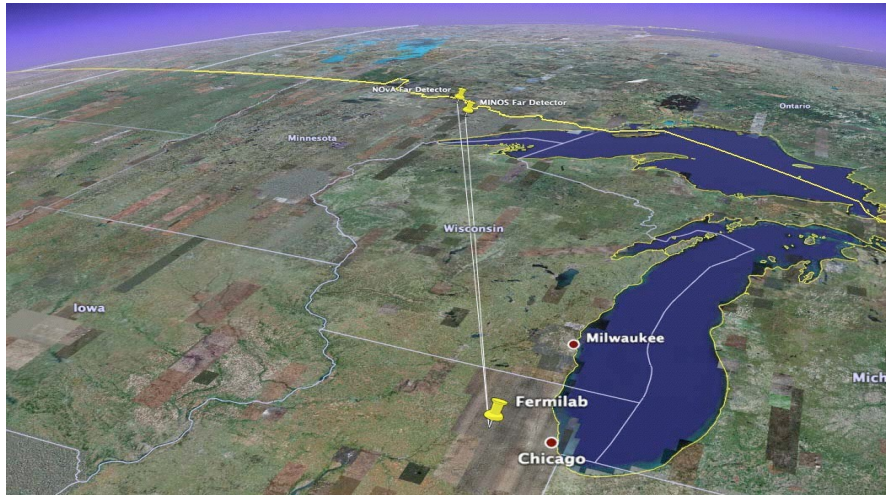 NOvA Far Detector
MINOS Far Detector
Ontario
Minnesota
Wisconsin
Iowa
Milwaukee
Mich
Fermilab
Chicago